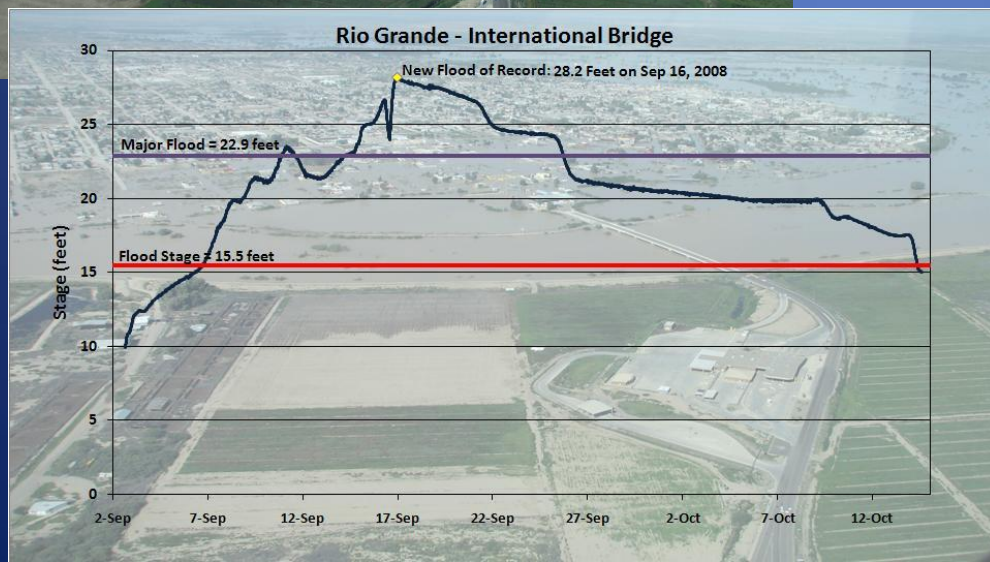 Rio Grande - International Bridge
30
New Flood of Record: 28.2 Feet on Sep 16, 2008
25
Major Flood = 22.9 feet
20
Stage (feet)
Flood Stage = 15.5 feet
15
10
5
0
2-Sep 7-Sep 12-Sep 17-Sep 22-Sep 27-Sep 2-Oct 7-Oct 12-Oct